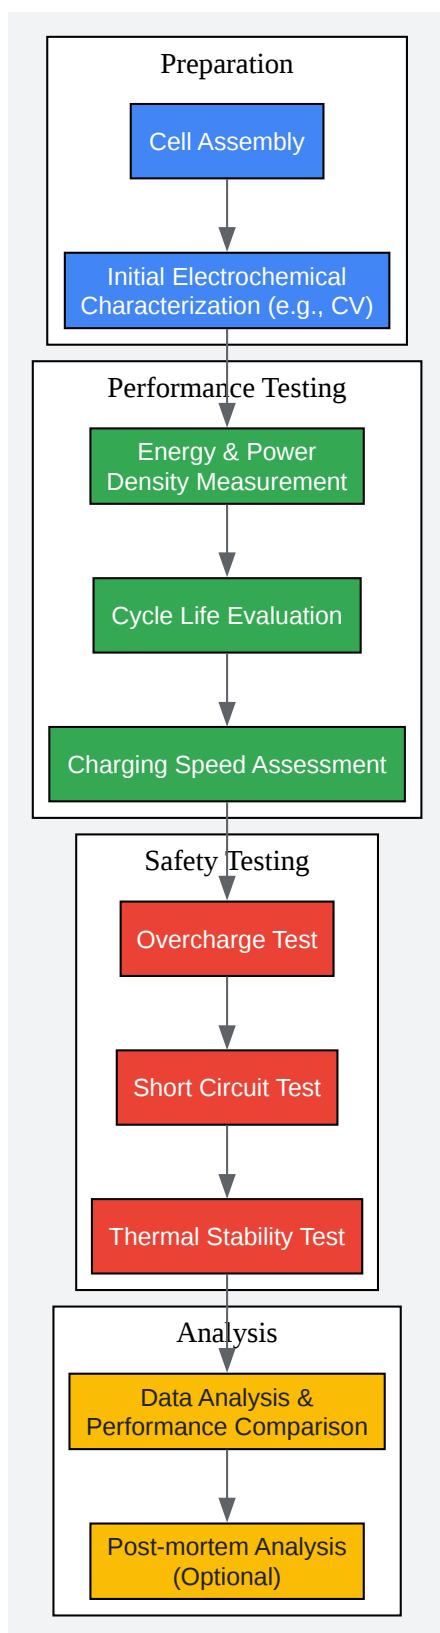 Preparation
Cell Assembly
Initial Electrochemical
Characterization (e.g., CV)
Performance Testing
Energy & Power
Density Measurement
Cycle Life Evaluation
Charging Speed Assessment
Safety Testing
Overcharge Test
Short Circuit Test
Thermal Stability Test
Analysis
Data Analysis &
Performance Comparison
Post-mortem Analysis
(Optional)